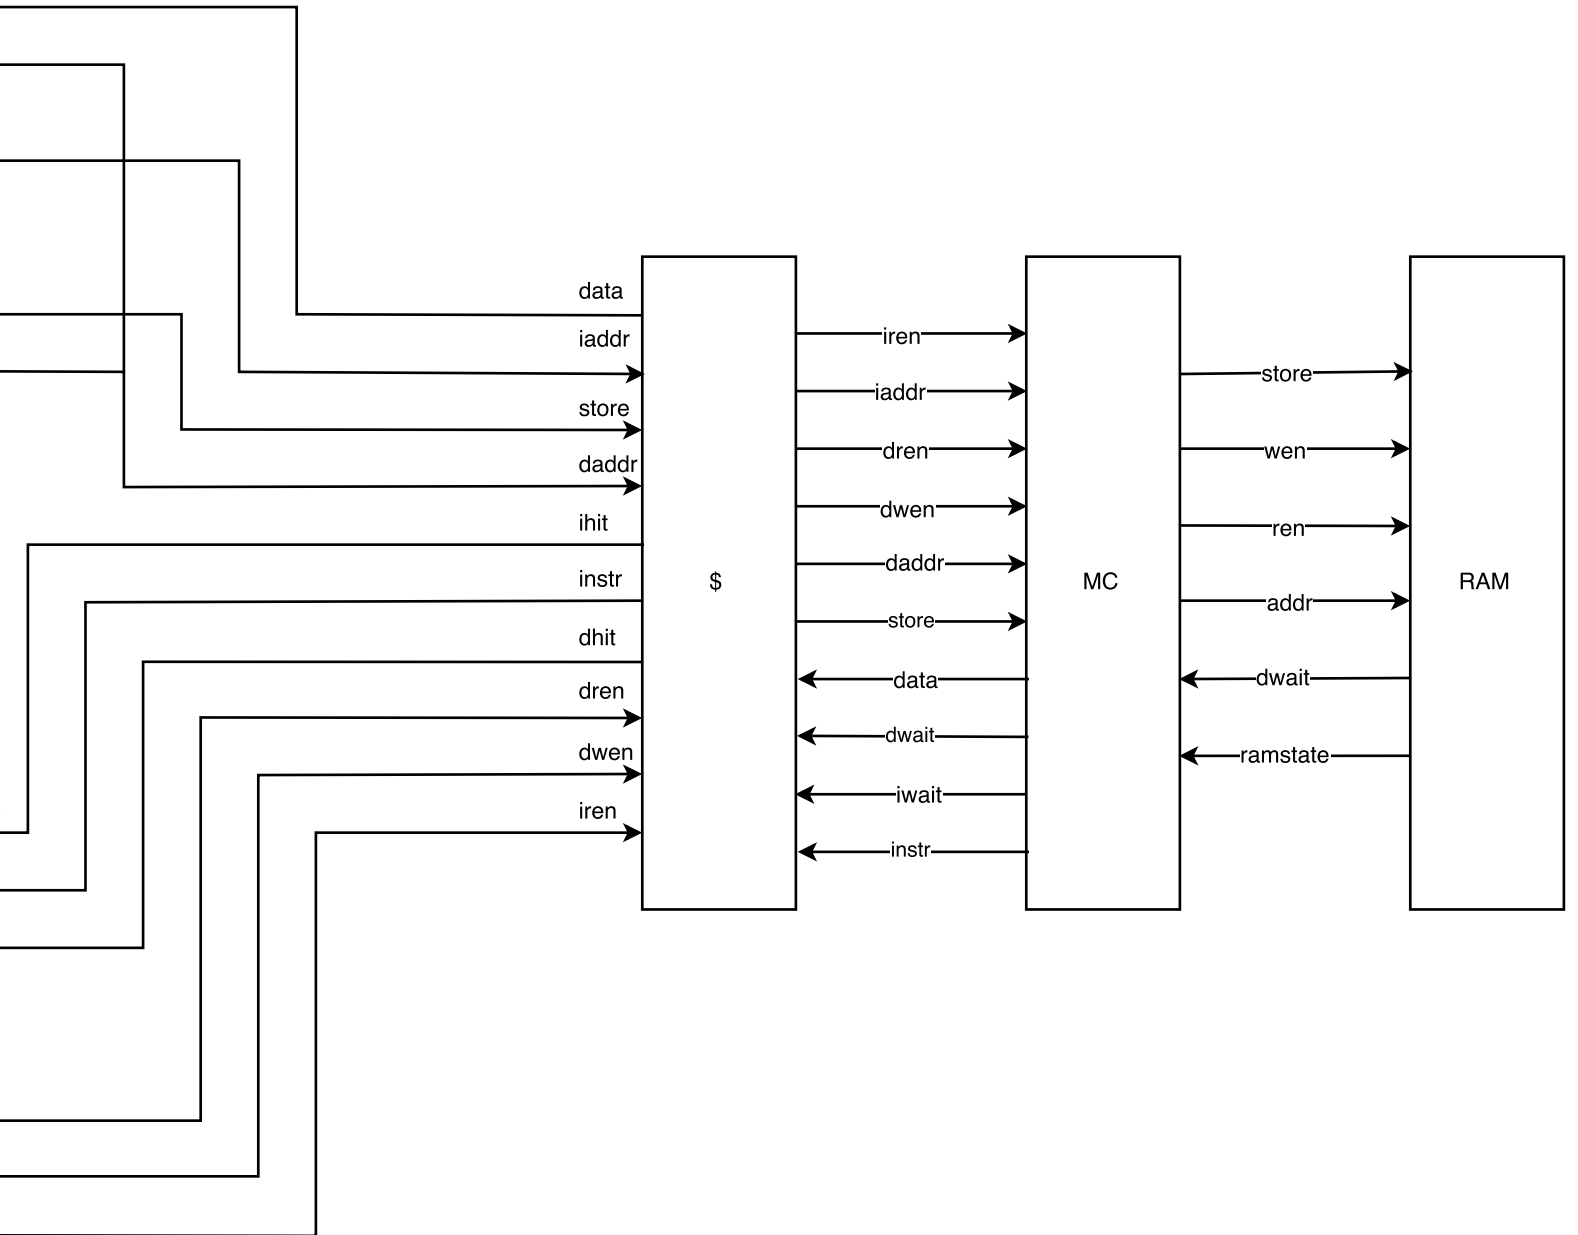 data
iaddr
store
daddr
ihit
instr
dhit
dren
dwen
iren
$
iren
iaddr
dren
dwen
daddr
store
data
dwait
iwait
instr
MC
store
wen
ren
addr
dwait
ramstate
RAM